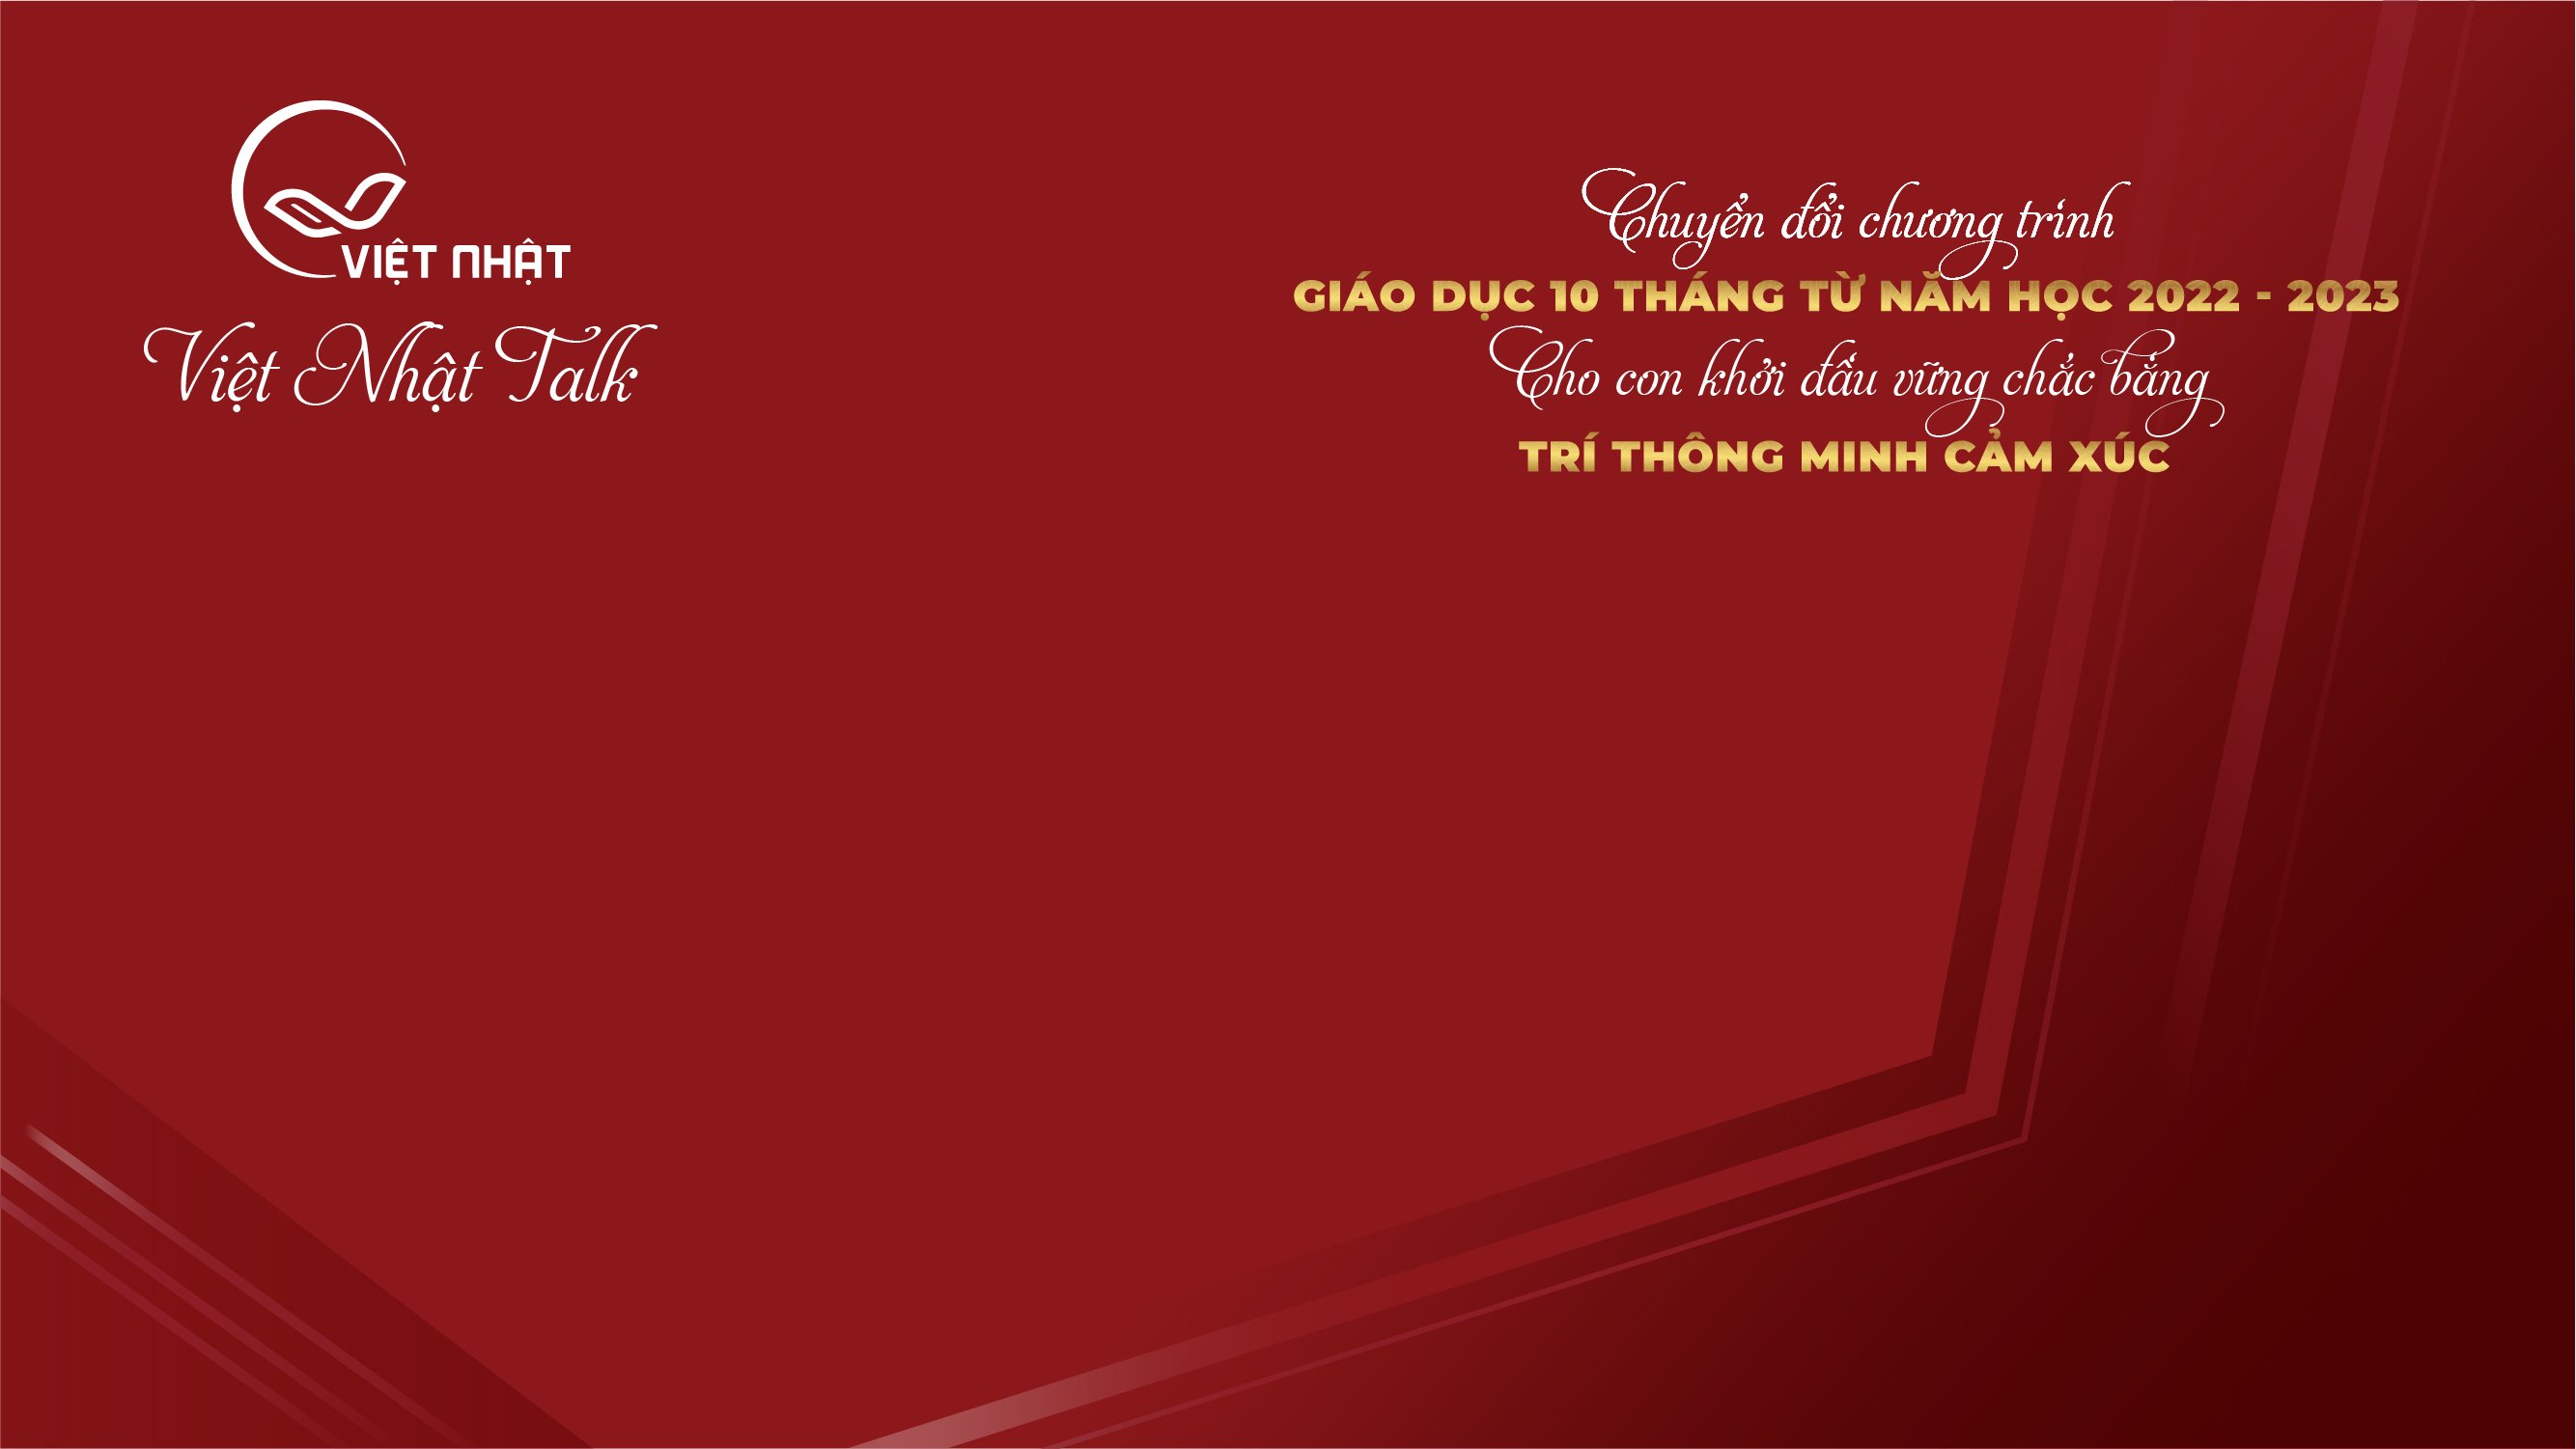 VIỆT NHẬT
Việt Nhật Talk
Chuyển đổi chương trình
GIÁO DỤC 10 THÁNG TỪ NĂM HỌC 2022 - 2023
Cho con khởi đầu vững chắc bằng
TRÍ THÔNG MINH CẢM XÚC